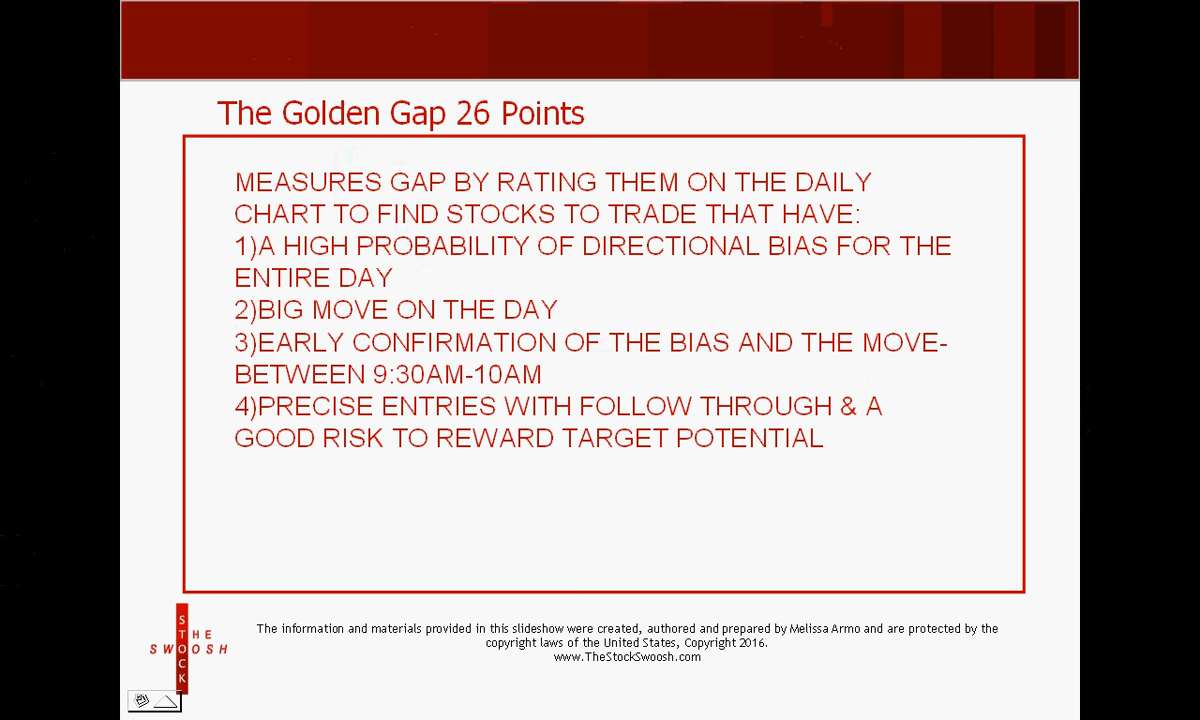 The Golden Gap 26 Points
MEASURES GAP BY RATING THEM ON THE DAILY
CHART TO FIND STOCKS TO TRADE THAT HAVE:
1)A HIGH PROBABILITY OF DIRECTIONAL BIAS FOR THE
ENTIRE DAY
2)BIG MOVE ON THE DAY
3)EARLY CONFIRMATION OF THE BIAS AND THE MOVE-
BETWEEN 9:30AM-10AM
4)PRECISE ENTRIES WITH FOLLOW THROUGH & A
GOOD RISK TO REWARD TARGET POTENTIAL
THE
STOCK
SWOOSH
The information and materials provided in this slideshow were created, authored and prepared by Melissa Armo and are protected by the
copyright laws of the United States, Copyright 2016.
www.TheStockSwoosh.com